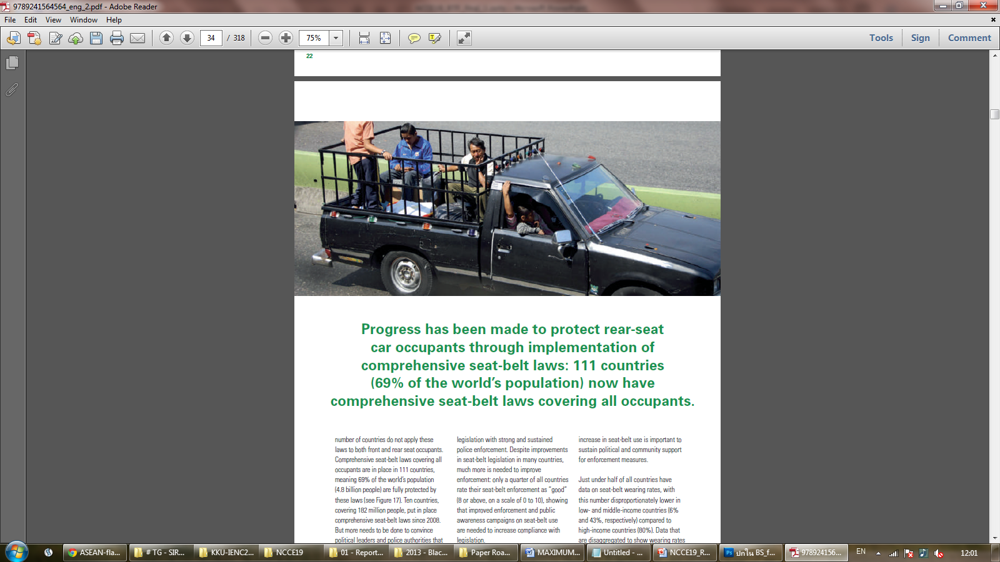 9789241564564_eng_2.pdf - Adobe Reader
File Edit View Window Help
34 / 318 75% Tools Sign Comment
22
Progress has been made to protect rear-seat
car occupants through implementation of
comprehensive seat-belt laws: 111 countries
(69% of the world's population) now have
comprehensive seat-belt laws covering all occupants.
number of countries do not apply these
laws to both front and rear seat occupants.
Comprehensive seat-belt laws covering all
occupants are in place in 111 countries,
meaning 69% of the world's population
(4.8 billion people) are fully protected by
these laws (see Figure 17). Ten countries,
covering 182 million people, put in place
comprehensive seat-belt laws since 2008.
But more needs to be done to convince
political leaders and police authorities that
legislation with strong and sustained
police enforcement. Despite improvements
in seat-belt legislation in many countries,
much more is needed to improve
enforcement: only a quarter of all countries
rate their seat-belt enforcement as “good”
(8 or above, on a scale of 0 to 10), showing
that improved enforcement and public
awareness campaigns on seat-belt use
are needed to increase compliance with
legislation.
increase in seat-belt use is important to
sustain political and community support
for enforcement measures.
Just under half of all countries have
data on seat-belt wearing rates, with
this number disproportionately lower in
low- and middle-income countries (6%
and 43%, respectively) compared to
high-income countries (80%). Data that
are disaggregated to show wearing rates
ASEAN-fla... # TG - SIR... KKU-IENC2... NCCE19 01 - Report... 2013 - Blac... Paper Roa... MAXIMUM... Untitled - ... NCCE19_R... ปกใน BS_f... 978924156... EN 12:01